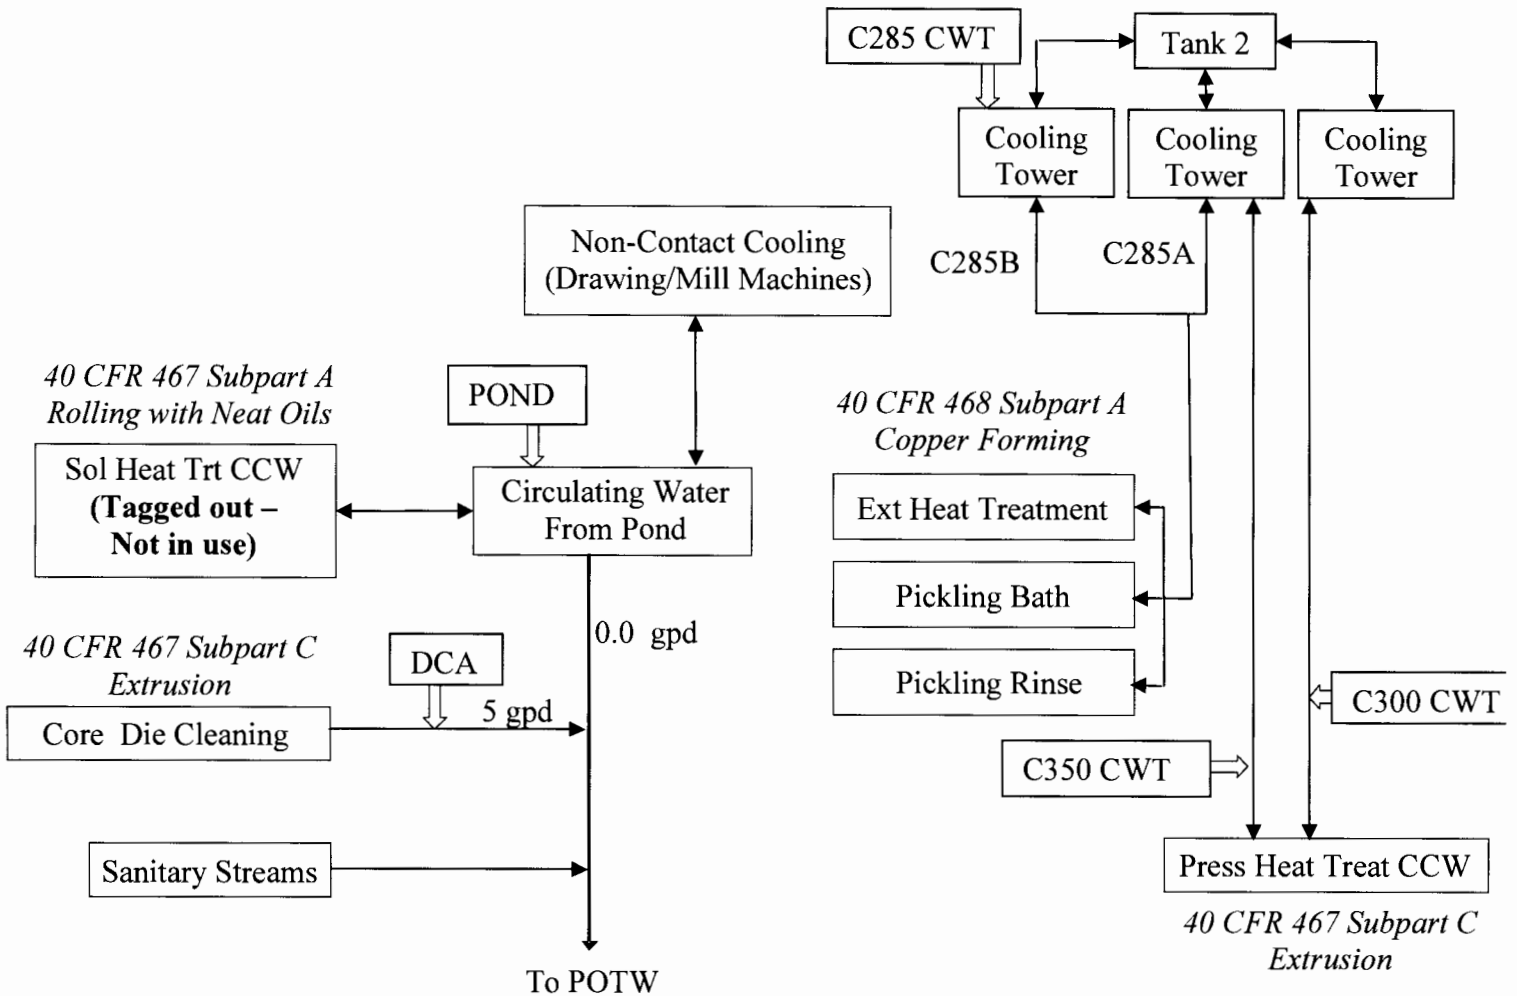 C285 CWT
Tank 2
Cooling
Tower
Cooling
Tower
Cooling
Tower
Non-Contact Cooling
(Drawing/Mill Machines)
C285B
C285A
40 CFR 467 Subpart A
Rolling with Neat Oils
POND
40 CFR 468 Subpart A
Copper Forming
Sol Heat Trt CCW
(Tagged out –
Not in use)
Circulating Water
From Pond
Ext Heat Treatment
Pickling Bath
0.0 gpd
40 CFR 467 Subpart C
Extrusion
DCA
Pickling Rinse
5 gpd
Core Die Cleaning
C300 CWT
C350 CWT
Sanitary Streams
Press Heat Treat CCW
40 CFR 467 Subpart C
Extrusion
To POTW